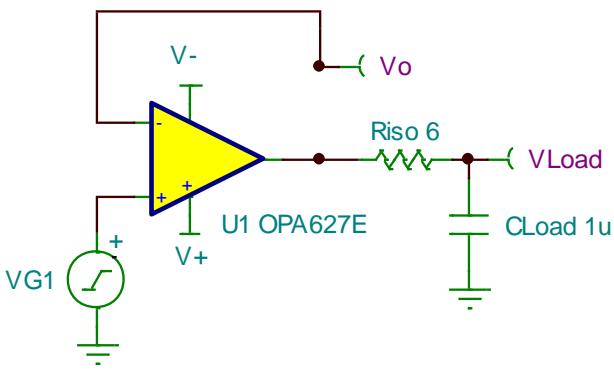 V-
Vo
Riso 6
VLoad
-
+
+
U1 OPA627E
CLoad 1u
V+
+
VG1